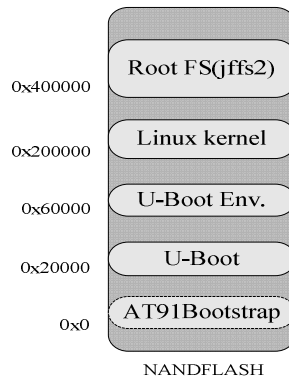 Root FS(jffs2)
0x400000
Linux kernel
0x200000
U-Boot Env.
0x60000
U-Boot
0x20000
AT91Bootstrap
0x0
NANDFLASH